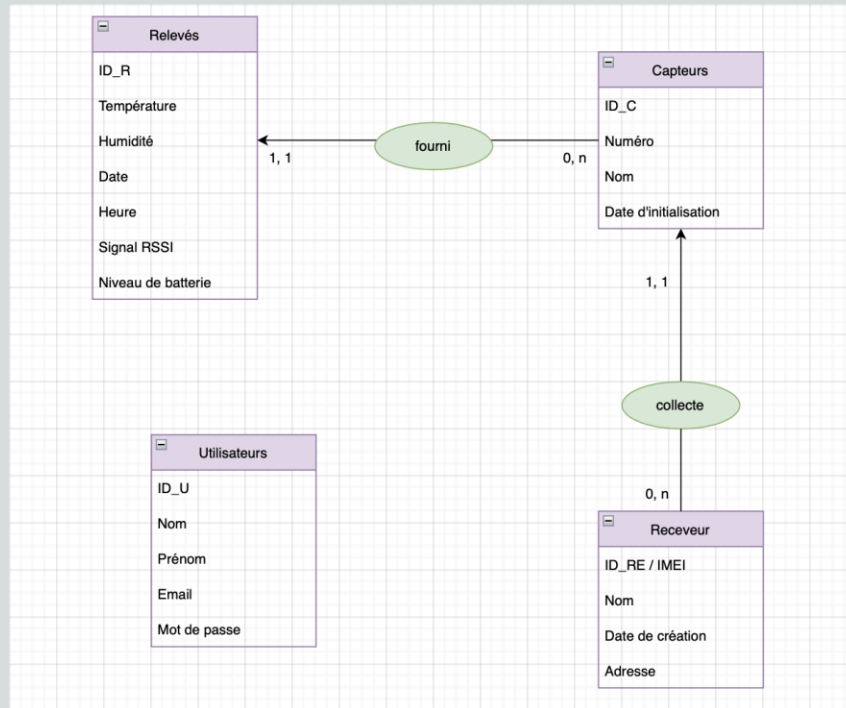 Relevés
ID_R
Température
Humidité
Date
Heure
Signal RSSI
Niveau de batterie
1, 1
fourni
0, n
Capteurs
ID_C
Numéro
Nom
Date d'initialisation
1, 1
collecte
0, n
Utilisateurs
ID_U
Nom
Prénom
Email
Mot de passe
Receveur
ID_RE / IMEI
Nom
Date de création
Adresse